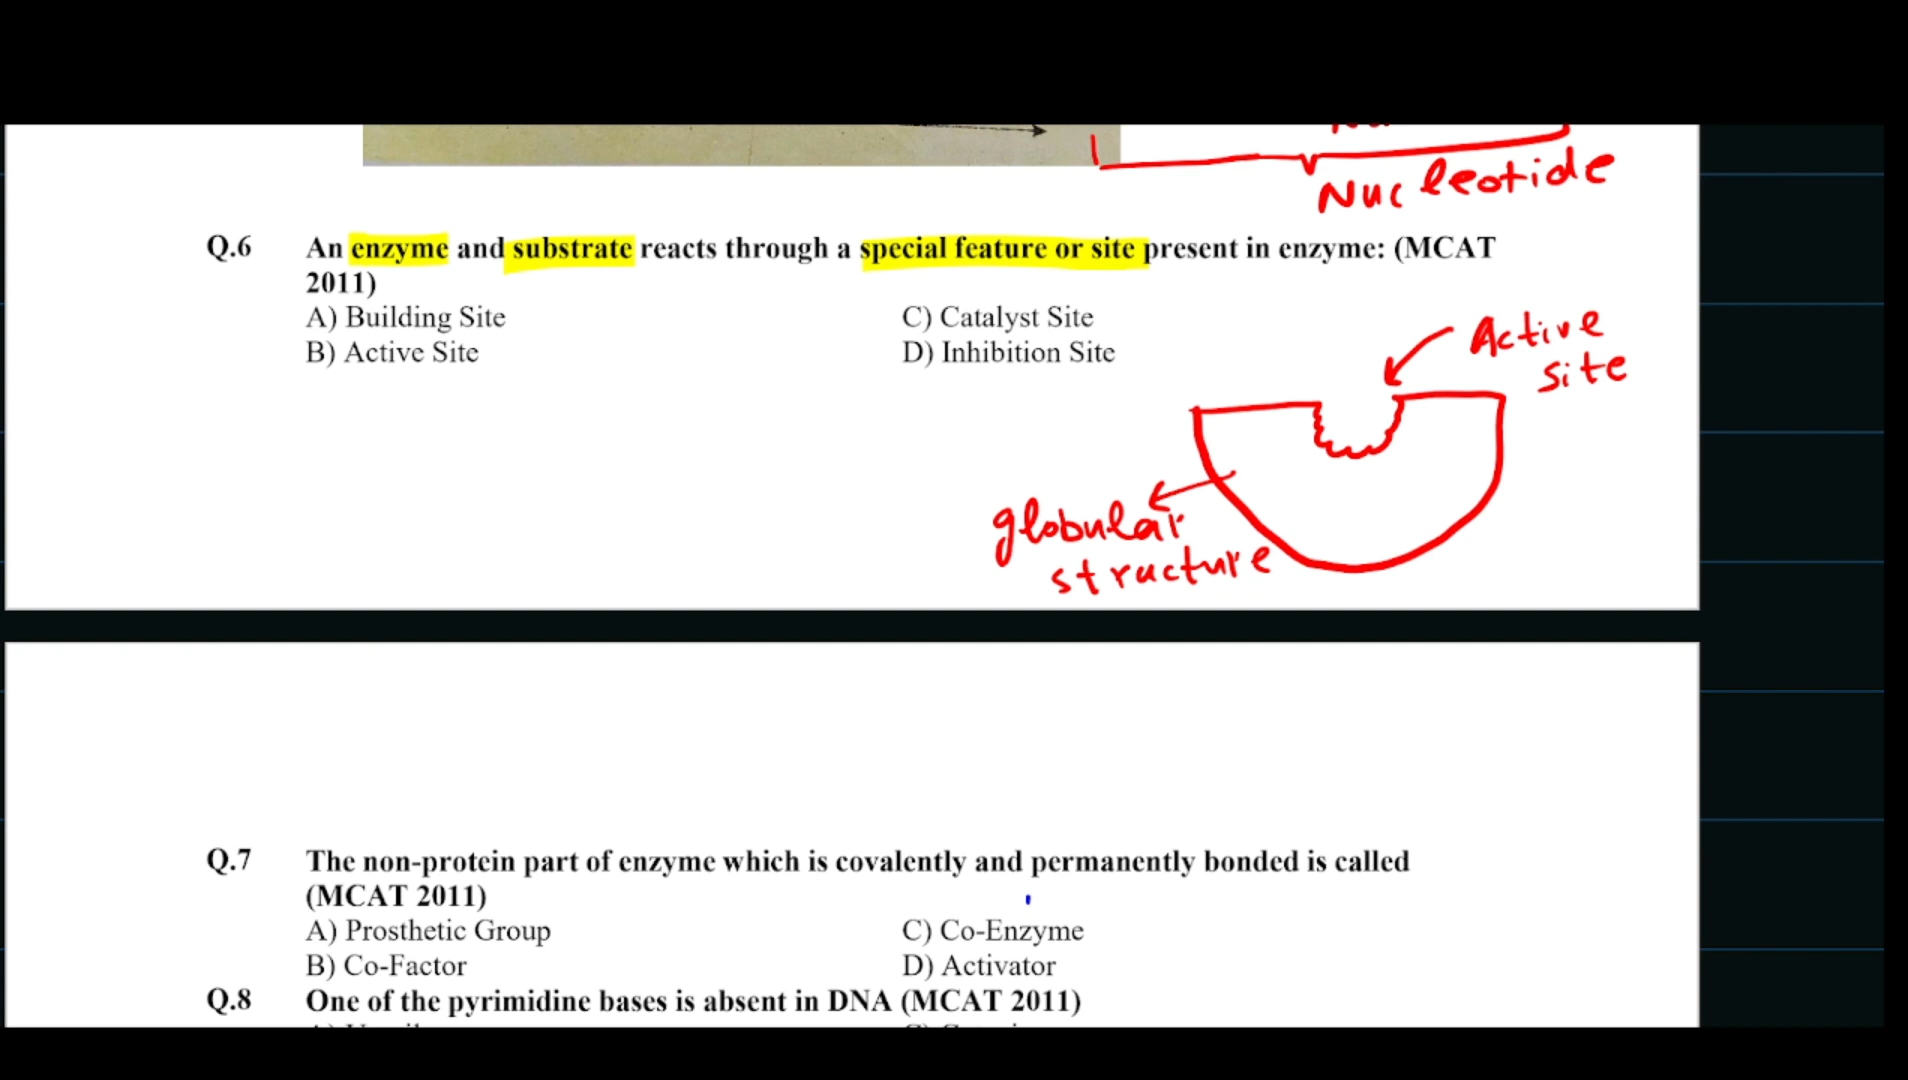 Nucleotide
Q.6 An enzyme and substrate reacts through a special feature or site present in enzyme: (MCAT
2011)
A) Building Site C) Catalyst Site
B) Active Site D) Inhibition Site
Active
site
globular
structure
Q.7 The non-protein part of enzyme which is covalently and permanently bonded is called
(MCAT 2011)
A) Prosthetic Group C) Co-Enzyme
B) Co-Factor D) Activator
Q.8 One of the pyrimidine bases is absent in DNA (MCAT 2011)